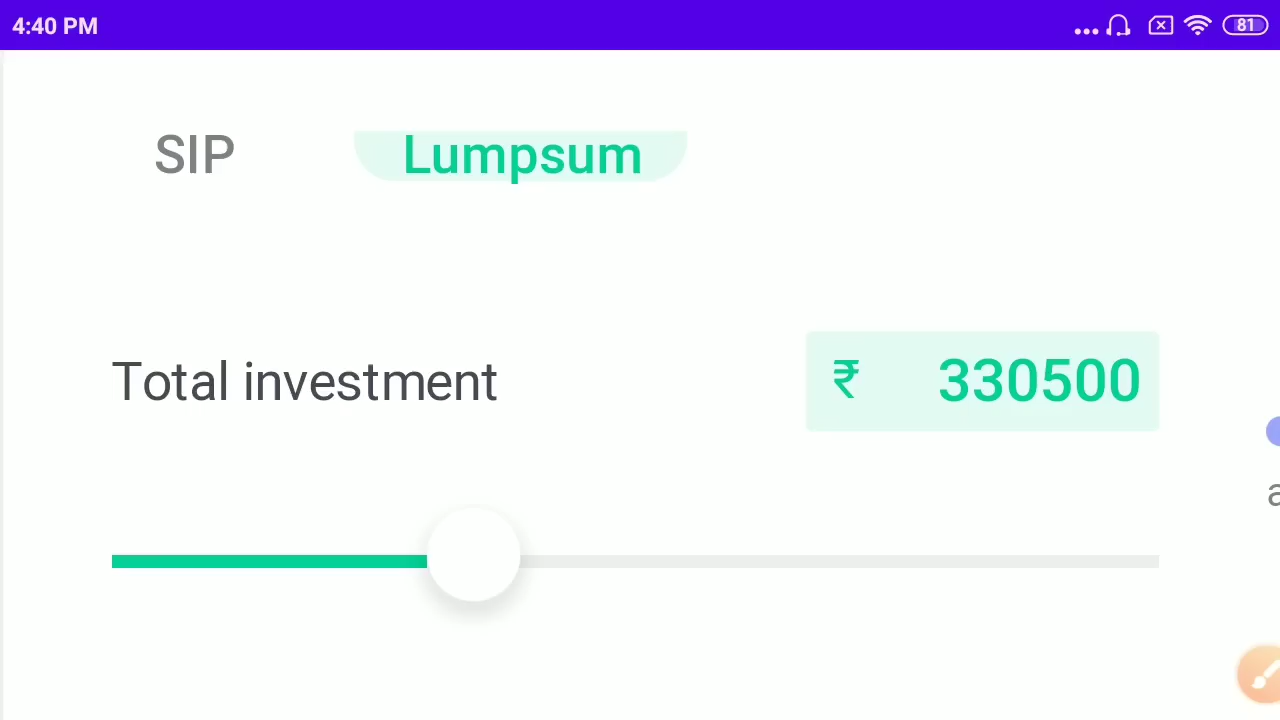 4:40 PM
81
SIP
Lumpsum
Total investment
₹ 330500